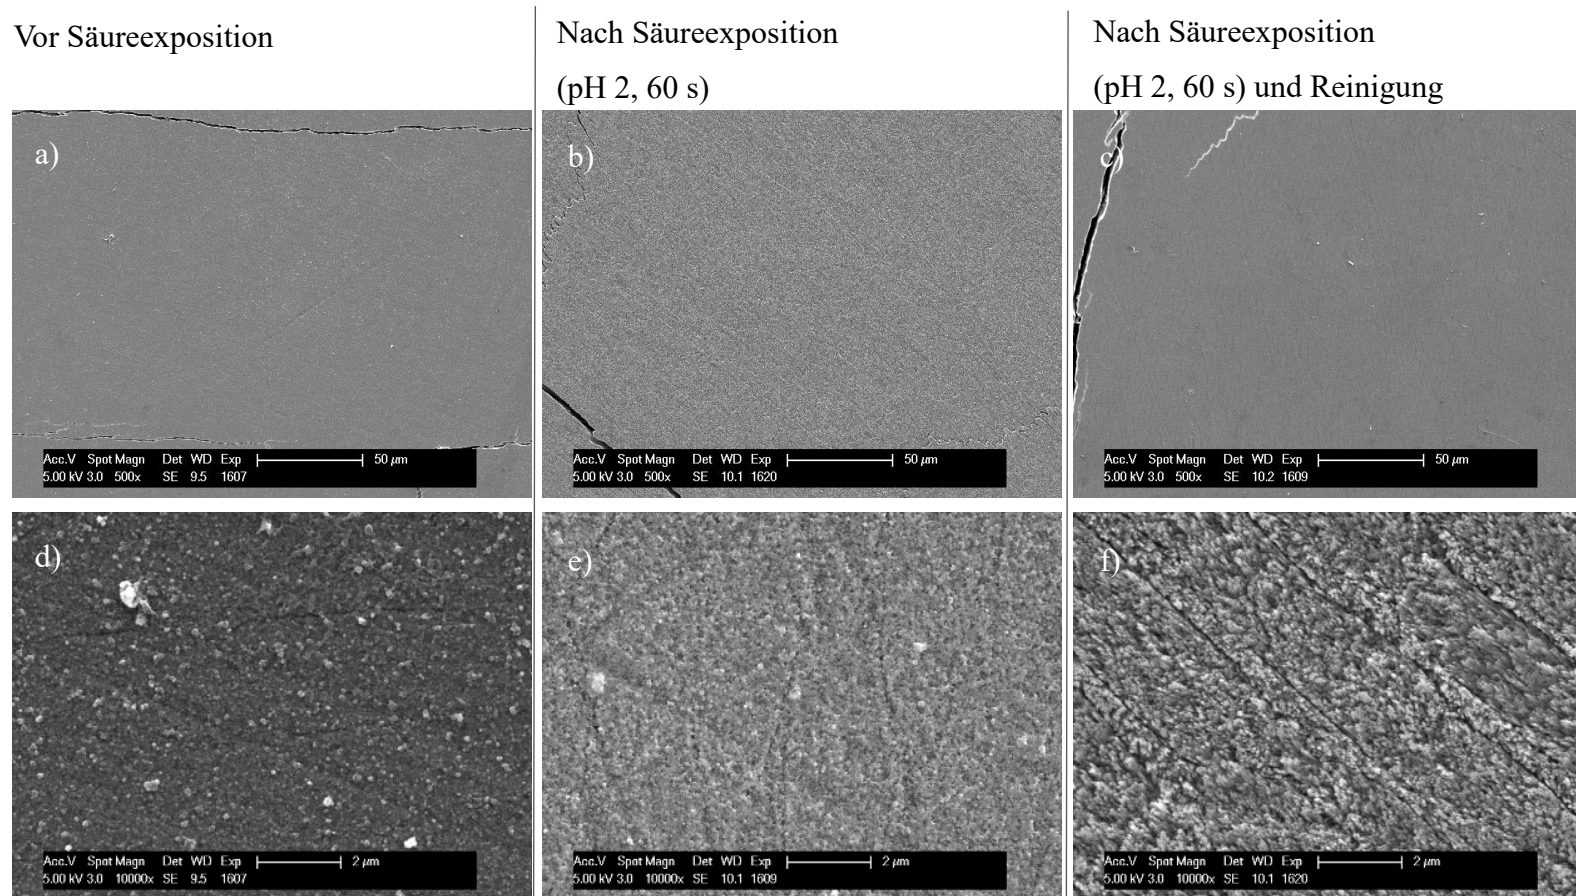 Vor Säureexposition
Nach Säureexposition
(pH 2, 60 s)
Nach Säureexposition
(pH 2, 60 s) und Reinigung
a)
b)
c)
Acc.V Spot Magn Det WD Exp 50 µm
5.00 kV 3.0 500x SE 9.5 1607
Acc.V Spot Magn Det WD Exp 50 µm
5.00 kV 3.0 500x SE 10.1 1620
Acc.V Spot Magn Det WD Exp 50 µm
5.00 kV 3.0 500x SE 10.2 1609
d)
e)
f)
Acc.V Spot Magn Det WD Exp 2 µm
5.00 kV 3.0 10000x SE 9.5 1607
Acc.V Spot Magn Det WD Exp 2 µm
5.00 kV 3.0 10000x SE 10.1 1609
Acc.V Spot Magn Det WD Exp 2 µm
5.00 kV 3.0 10000x SE 10.1 1620